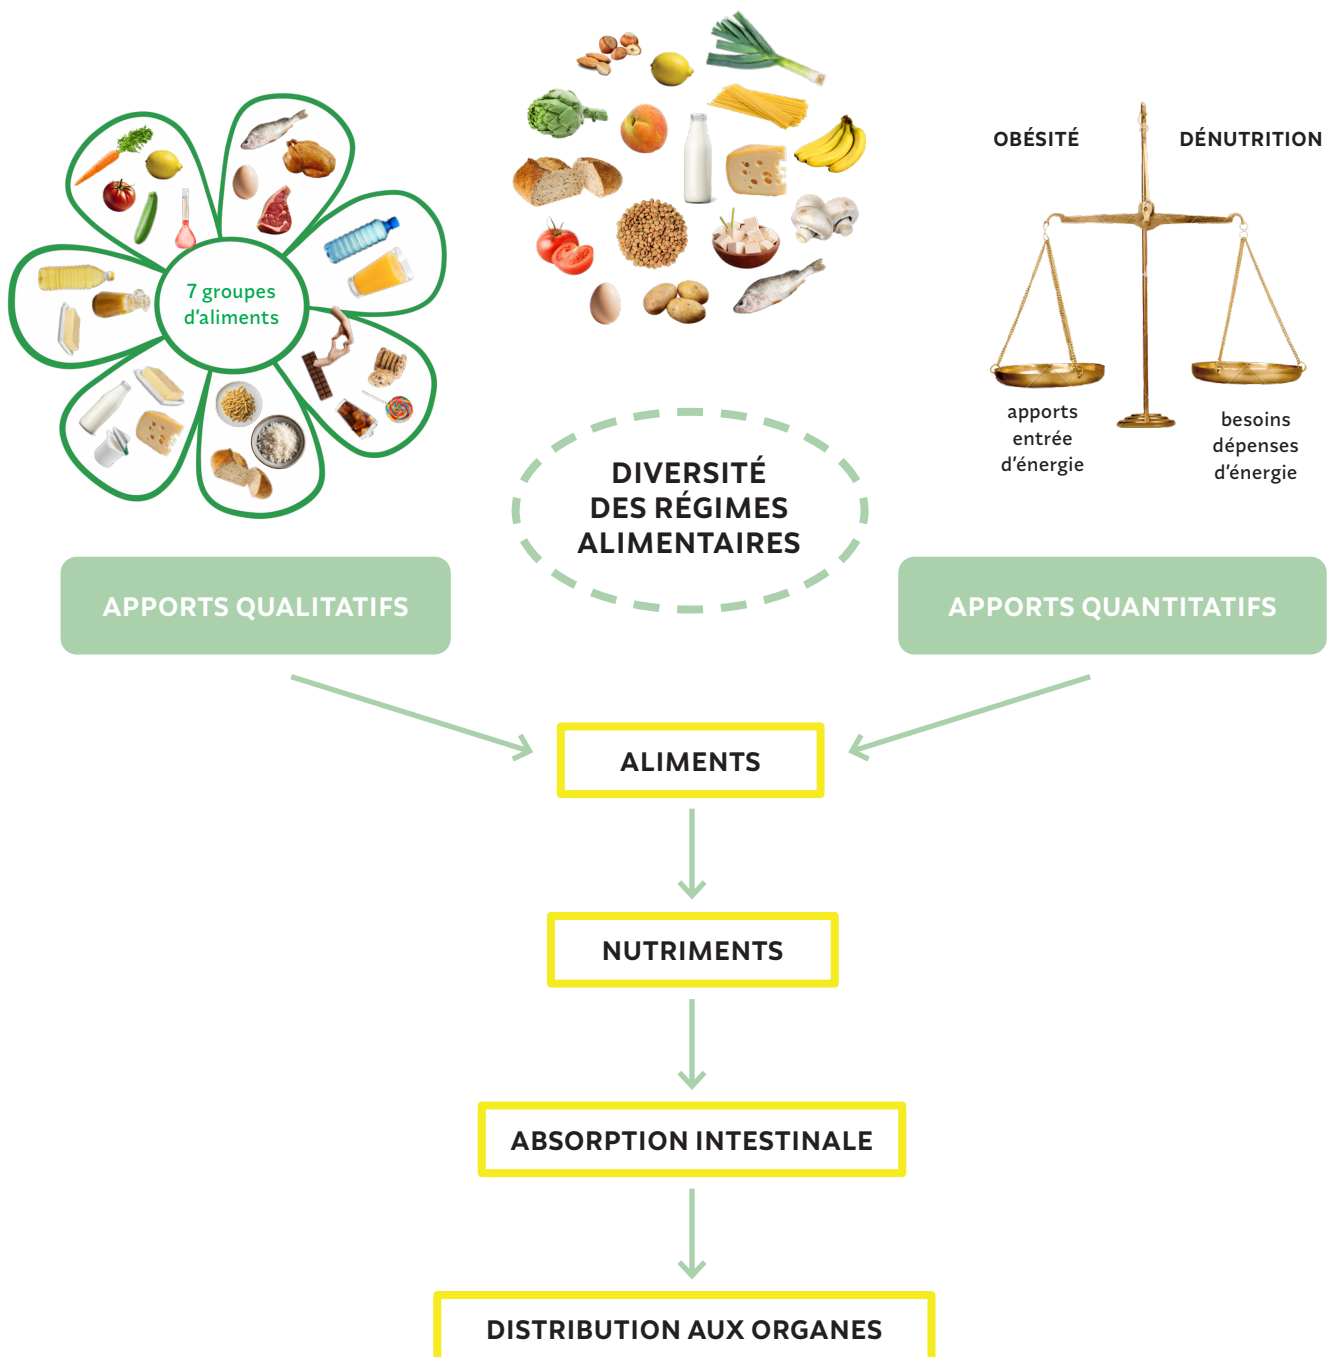 7 groupes
d’aliments
OBÉSITÉ
DÉNUTRITION
apports
entrée
d’énergie
besoins
dépenses
d’énergie
DIVERSITÉ
DES RÉGIMES
ALIMENTAIRES
APPORTS QUALITATIFS
APPORTS QUANTITATIFS
ALIMENTS
NUTRIMENTS
ABSORPTION INTESTINALE
DISTRIBUTION AUX ORGANES